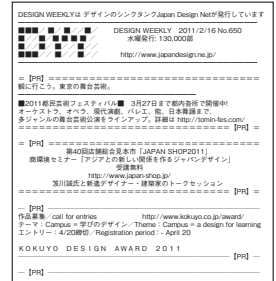 DESIGN WEEKLYは デザインのシンクタンクJapan Design Netが発行しています
DESIGN WEEKLY 2011/2/16 No.650
水曜発行: 130,000部
http://www.japandesign.ne.jp/
= 【PR】 ==============================
観に行こう。東京の舞台芸術。
■2011都民芸術フェスティバル■ 3月27日まで都内各所で開催中!
オーケストラ、オペラ、現代演劇、バレエ、能、日本舞踊まで、
多ジャンルの舞台芸術公演をラインアップ。詳細は http://tomin-fes.com/
============================== 【PR】 =
= 【PR】 ==============================
第40回店舗総合見本市「JAPAN SHOP2011」
商環境セミナー「アジアとの新しい関係を作るジャパンデザイン」
受講無料
http://www.japan-shop.jp/
笈川誠氏と新進デザイナー・建築家のトークセッション
============================== 【PR】 =
― 【PR】 ――――――――――――――――――
作品募集/call for entries http://www.kokuyo.co.jp/award/
テーマ：Campus = 学びのデザイン/Theme : Campus = a design for learning
エントリー：4/20締切/Registration period : - April 20
KOKUYO DESIGN AWARD 2011
―――――――――――――――――― 【PR】 ―
― 【PR】 ――――――――――――――――――